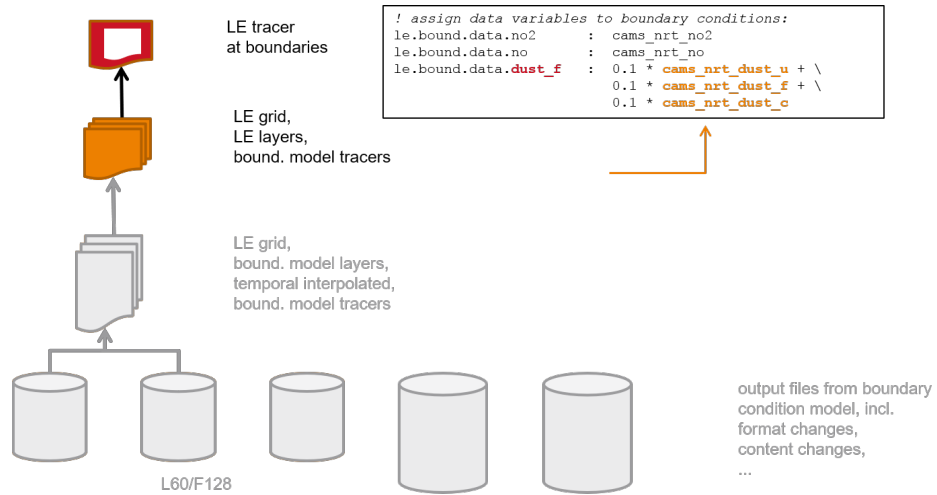 LE tracer
at boundaries
! assign data variables to boundary conditions:
le.bound.data.no2 : cams_nrt_no2
le.bound.data.no : cams_nrt_no
le.bound.data.dust_f : 0.1 * cams_nrt_dust_u + \
0.1 * cams_nrt_dust_f + \
0.1 * cams_nrt_dust_c
LE grid,
LE layers,
bound. model tracers
LE grid,
bound. model layers,
temporal interpolated,
bound. model tracers
output files from boundary
condition model, incl.
format changes,
content changes,
...
L60/F128